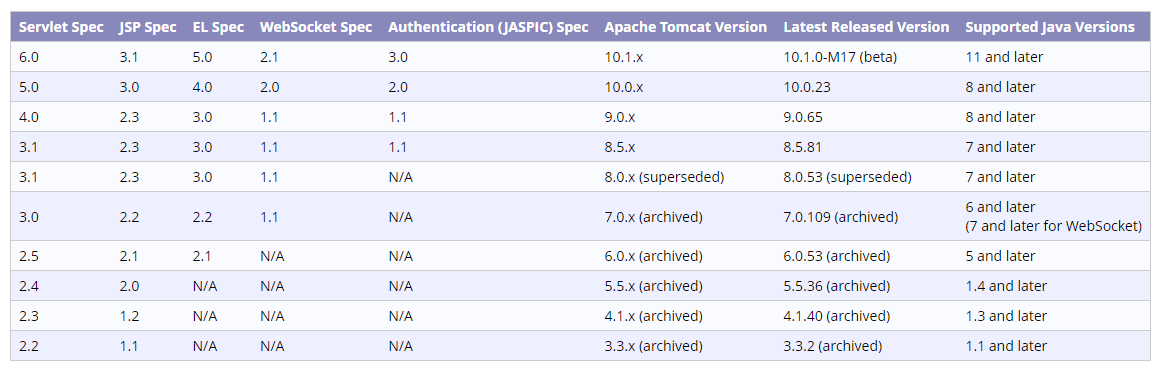 Servlet Spec JSP Spec EL Spec WebSocket Spec Authentication (JASPIC) Spec Apache Tomcat Version Latest Released Version Supported Java Versions
6.0 3.1 5.0 2.1 3.0 10.1.x 10.1.0-M17 (beta) 11 and later
5.0 3.0 4.0 2.0 2.0 10.0.x 10.0.23 8 and later
4.0 2.3 3.0 1.1 1.1 9.0.x 9.0.65 8 and later
3.1 2.3 3.0 1.1 1.1 8.5.x 8.5.81 7 and later
3.1 2.3 3.0 1.1 N/A 8.0.x (superseded) 8.0.53 (superseded) 7 and later
3.0 2.2 2.2 1.1 N/A 7.0.x (archived) 7.0.109 (archived) 6 and later
(7 and later for WebSocket)
2.5 2.1 2.1 N/A N/A 6.0.x (archived) 6.0.53 (archived) 5 and later
2.4 2.0 N/A N/A N/A 5.5.x (archived) 5.5.36 (archived) 1.4 and later
2.3 1.2 N/A N/A N/A 4.1.x (archived) 4.1.40 (archived) 1.3 and later
2.2 1.1 N/A N/A N/A 3.3.x (archived) 3.3.2 (archived) 1.1 and later